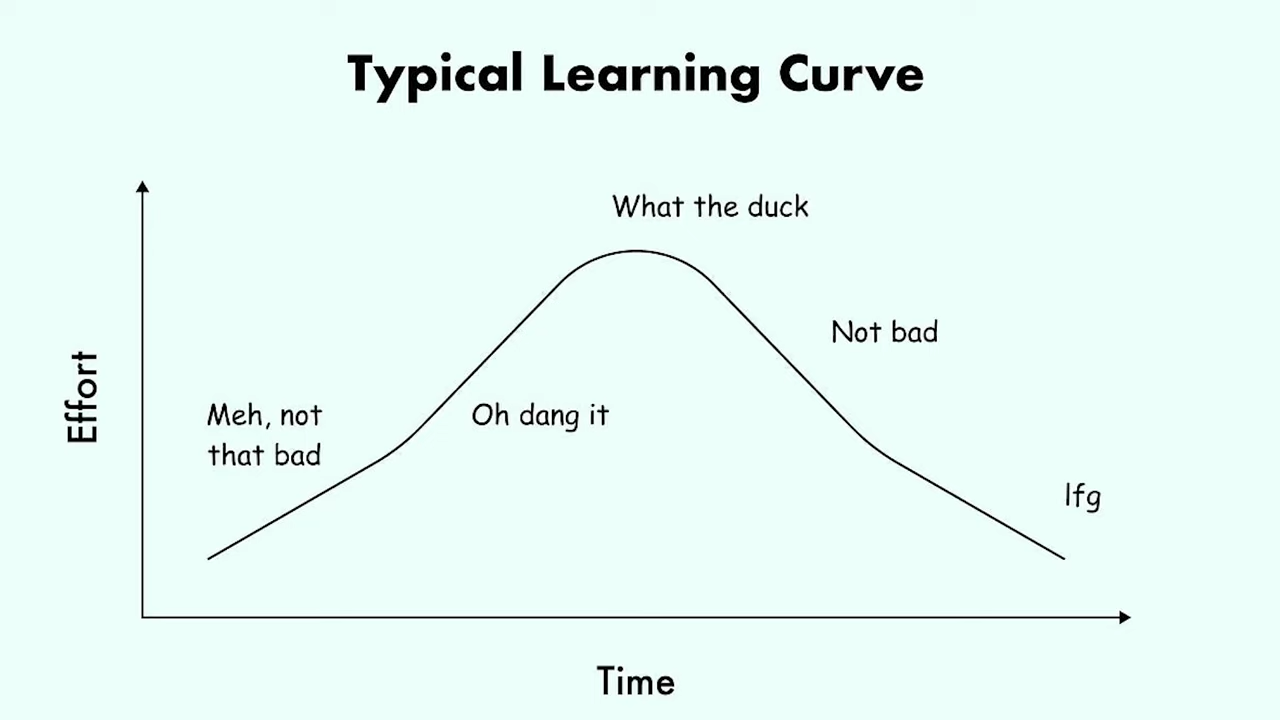 Typical Learning Curve
What the duck
Not bad
Effort
Meh, not
that bad
Oh dang it
lfg
Time